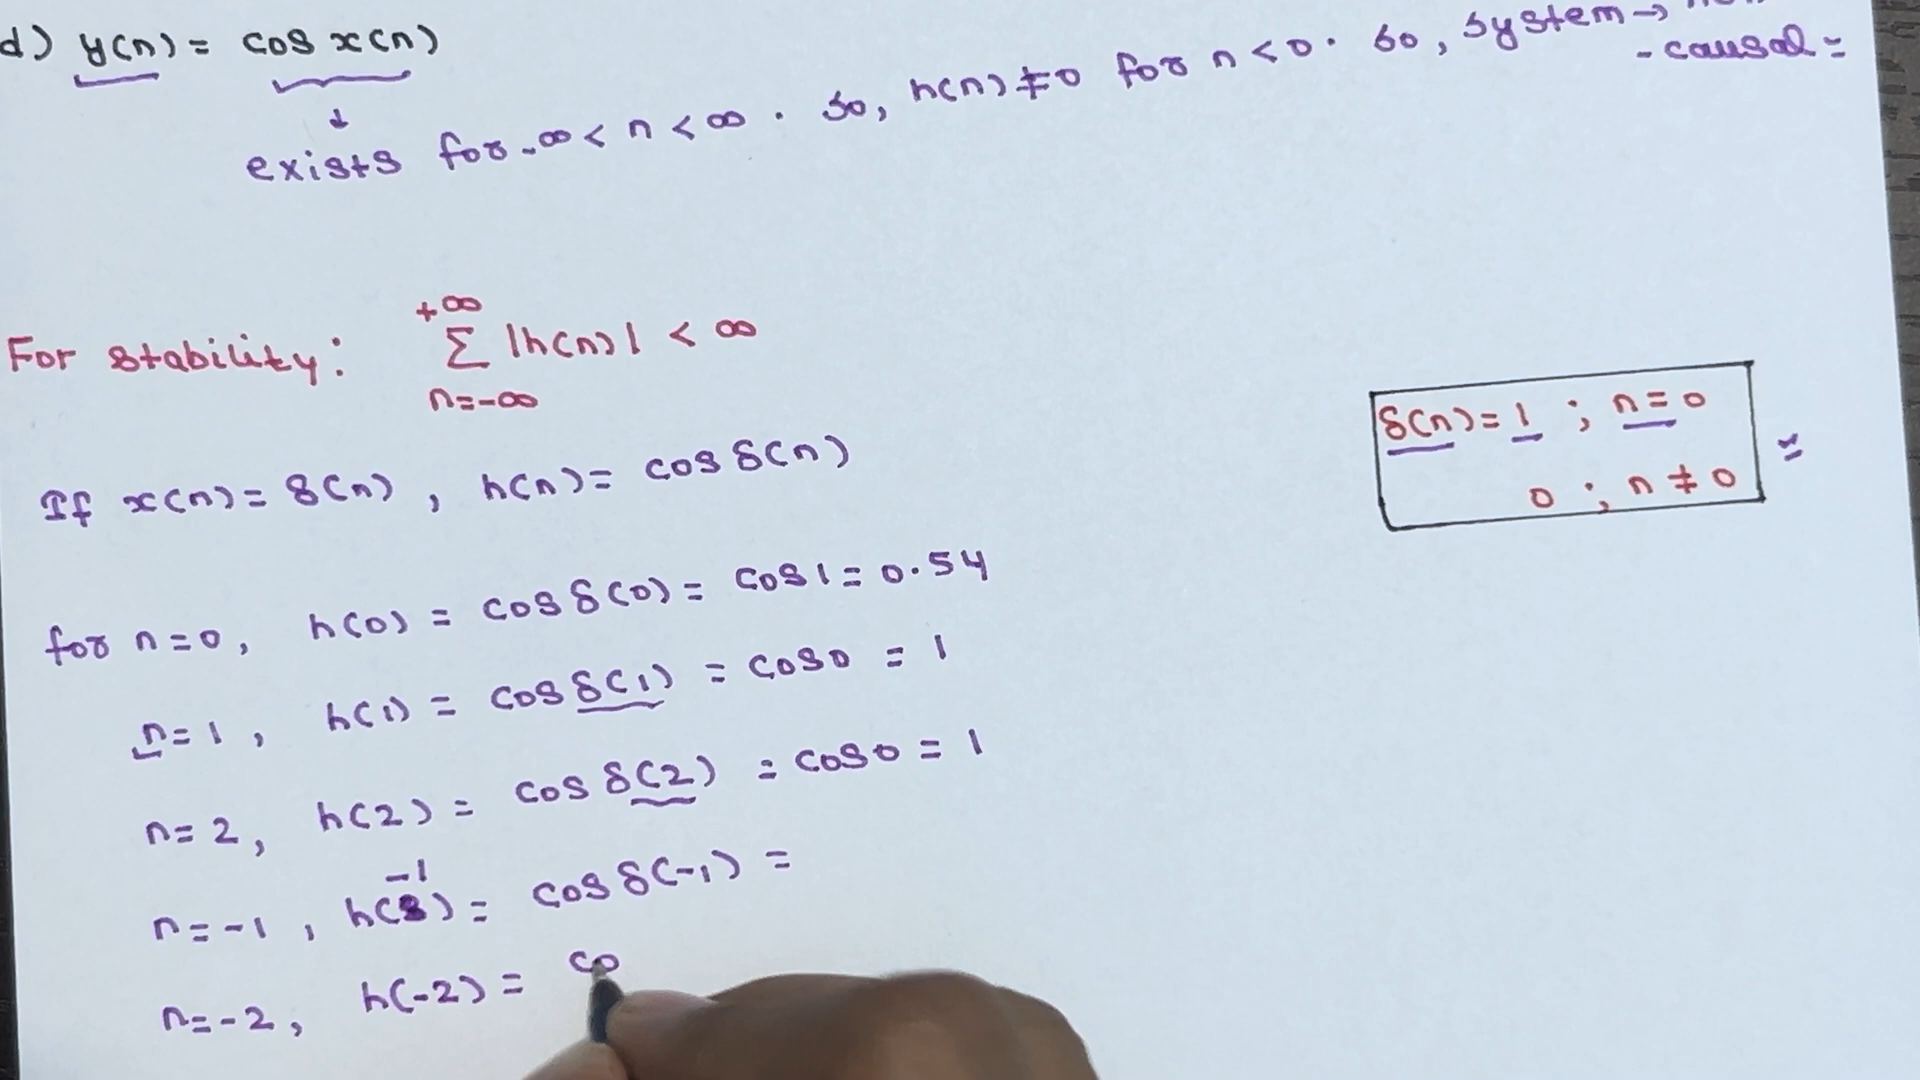 d) y(n) = cos x(n)
↓
exists for -∞ < n < ∞ . so, h(n) ≠ 0 for n < 0 . so, system →
- causal =
For stability : +∞ Σ n=-∞ |h(n)| < ∞
If x(n) = δ(n) , h(n) = cos δ(n)
δ(n) = 1 ; n = 0
0 ; n ≠ 0
for n = 0 , h(0) = cos δ(0) = cos 1 = 0.54
n = 1 , h(1) = cos δ(1) = cos 0 = 1
n = 2 , h(2) = cos δ(2) = cos 0 = 1
n = -1 , h(-1) = cos δ(-1) =
n = -2 , h(-2) = co